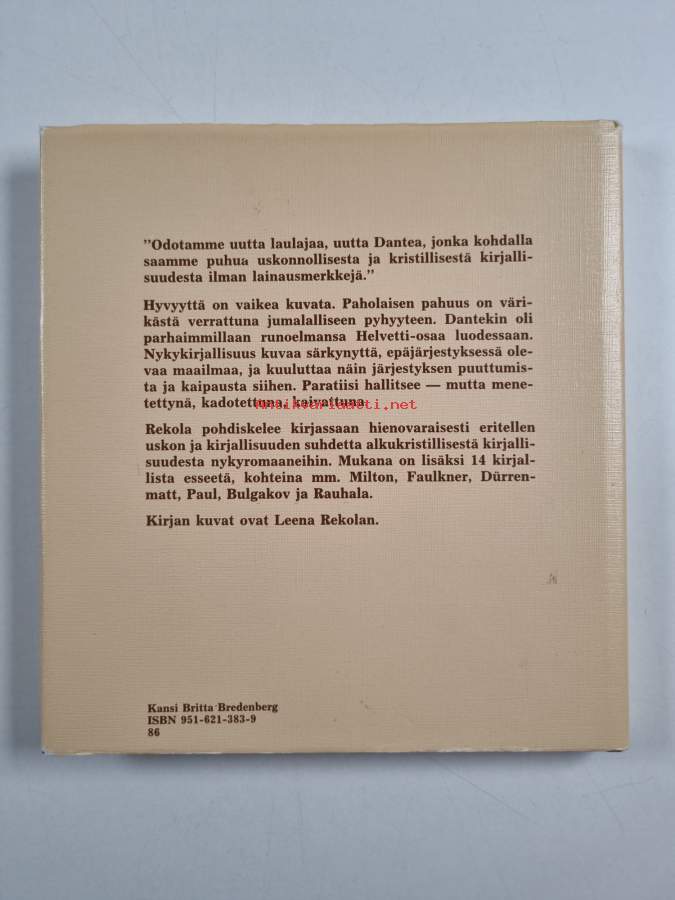 ”Odotamme uutta laulajaa, uutta Dantea, jonka kohdalla
saamme puhua uskonnollisesta ja kristillisestä kirjalli-
suudesta ilman lainausmerkkejä.”
Hyvyyttä on vaikea kuvata. Paholaisen pahuus on väri-
kästä verrattuna jumalalliseen pyhyyteen. Dantekin oli
parhaimmillaan runoelmansa Helvetti-osaa luodessaan.
Nykykirjallisuus kuvaa särkynyttä, epäjärjestyksessä ole-
vaa maailmaa, ja kuuluttaa näin järjestyksen puuttumis-
ta ja kaipausta siihen. Paratiisi hallitsee — mutta mene-
tettynä, kadotettuna, kaivattuna.
Antikvariaatti.net
Rekola pohdiskelee kirjassaan hienovaraisesti eritellen
uskon ja kirjallisuuden suhdetta alkukristillisestä kirjalli-
suudesta nykyromaaneihin. Mukana on lisäksi 14 kirjal-
lista esseetä, kohteina mm. Milton, Faulkner, Dürren-
matt, Paul, Bulgakov ja Rauhala.
Kirjan kuvat ovat Leena Rekolan.
Kansi Britta Bredenberg
ISBN 951-621-383-9
86